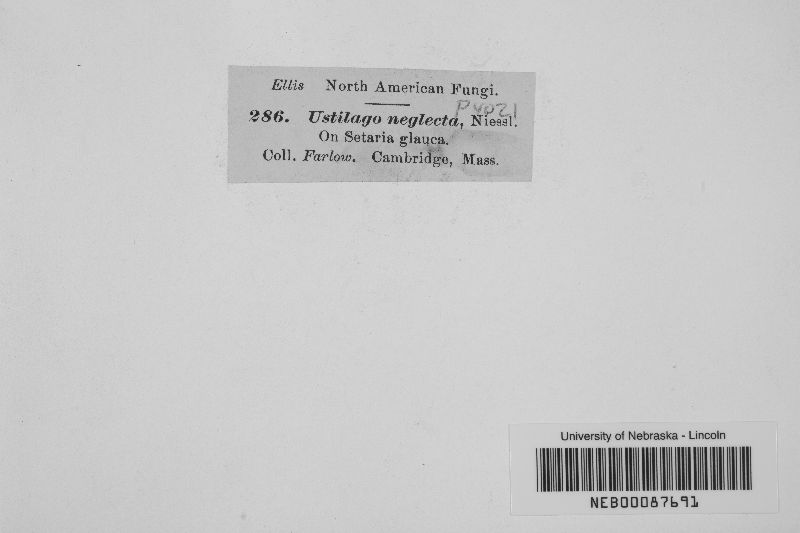 Ellis North American Fungi.
286. Ustilago neglecta, Niessl.
On Setaria glauca.
Coll. Farlow. Cambridge, Mass.
University of Nebraska - Lincoln
NEB00087691